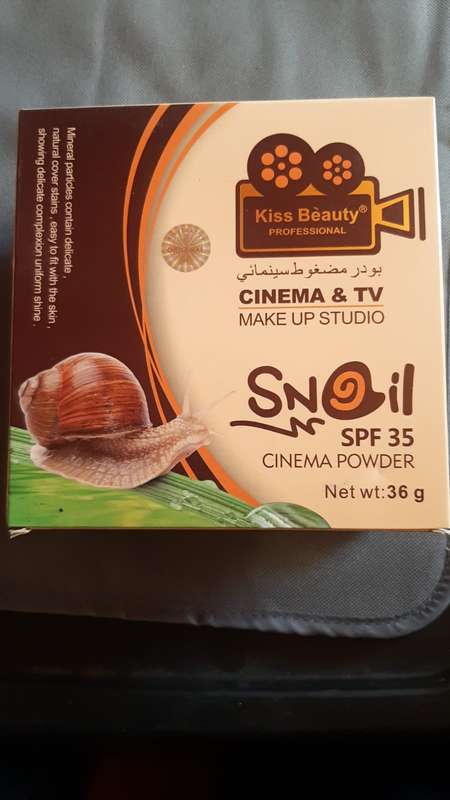 Mineral particles contain delicate ,
natural cover stains , easy to fit with the skin ,
showing delicate complexion uniform shine .
Kiss Bèauty®
PROFESSIONAL
بودر مضغوط سينمائي
CINEMA & TV
MAKE UP STUDIO
SNail
SPF 35
CINEMA POWDER
Net wt:36 g